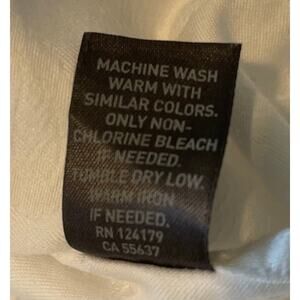 MACHINE WASH
WARM WITH
SIMILAR COLORS.
ONLY NON-
CHLORINE BLEACH
IF NEEDED.
TUMBLE DRY LOW.
WARM IRON
IF NEEDED.
RN 124179
CA 55637